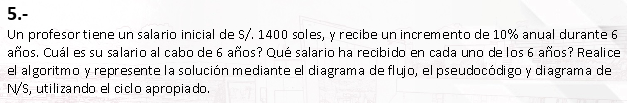 5.-
Un profesor tiene un salario inicial de S/. 1400 soles, y recibe un incremento de 10% anual durante 6
años. Cuál es su salario al cabo de 6 años? Qué salario ha recibido en cada uno de los 6 años? Realice
el algoritmo y represente la solución mediante el diagrama de flujo, el pseudocódigo y diagrama de
N/S, utilizando el ciclo apropiado.